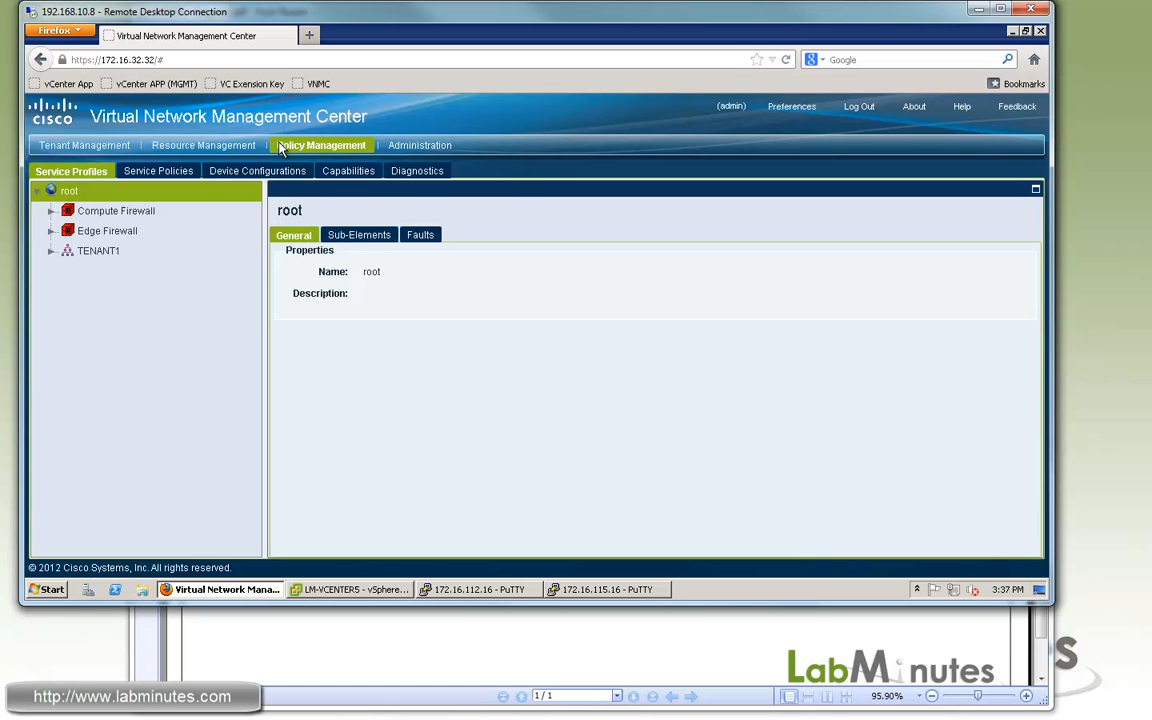 192.168.10.8 - Remote Desktop Connection
Firefox
Virtual Network Management Center
https://172.16.32.32/#
Google
vCenter App
vCenter APP (MGMT)
VC Exension Key
VNMC
Bookmarks
CISCO
Virtual Network Management Center
(admin)
Preferences
Log Out
About
Help
Feedback
Tenant Management
Resource Management
Policy Management
Administration
Service Profiles
Service Policies
Device Configurations
Capabilities
Diagnostics
root
Compute Firewall
Edge Firewall
TENANT1
root
General
Sub-Elements
Faults
Properties
Name: root
Description:
© 2012 Cisco Systems, Inc. All rights reserved.
Start
Virtual Network Mana...
LM-VCENTER5 - vSphere...
172.16.112.16 - PuTTY
172.16.115.16 - PuTTY
3:37 PM
LabMinutes
s
http://www.labminutes.com
1 / 1
95.90%